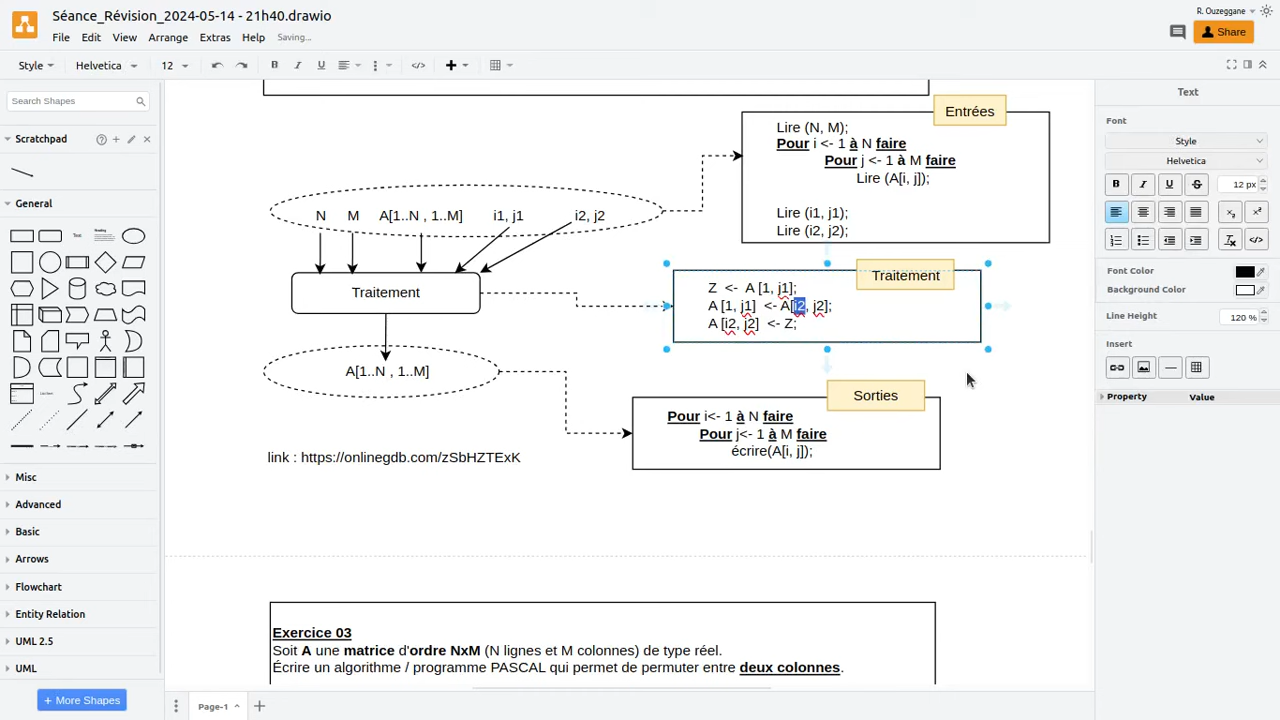 Séance_Révision_2024-05-14 - 21h40.drawio
R. Ouzeggane
File Edit View Arrange Extras Help Saving...
Share
Style Helvetica 12 B I U
Search Shapes
Scratchpad
General
Text
Heading
List Item
Misc
Advanced
Basic
Arrows
Flowchart
Entity Relation
UML 2.5
UML
+ More Shapes
Entrées
Lire (N, M);
Pour i <- 1 à N faire
Pour j <- 1 à M faire
Lire (A[i, j]);
Lire (i1, j1);
Lire (i2, j2);
N M A[1..N , 1..M] i1, j1 i2, j2
Traitement
Traitement
Z <- A [1, j1];
A [1, j1] <- A[i2, j2];
A [i2, j2] <- Z;
A[1..N , 1..M]
Sorties
Pour i<- 1 à N faire
Pour j<- 1 à M faire
écrire(A[i, j]);
link : https://onlinegdb.com/zSbHZTExK
Exercice 03
Soit A une matrice d'ordre NxM (N lignes et M colonnes) de type réel.
Écrire un algorithme / programme PASCAL qui permet de permuter entre deux colonnes.
Text
Font
Style
Helvetica
B I U S 12 px
Font Color
Background Color
Line Height 120 %
Insert
Property Value
Page-1